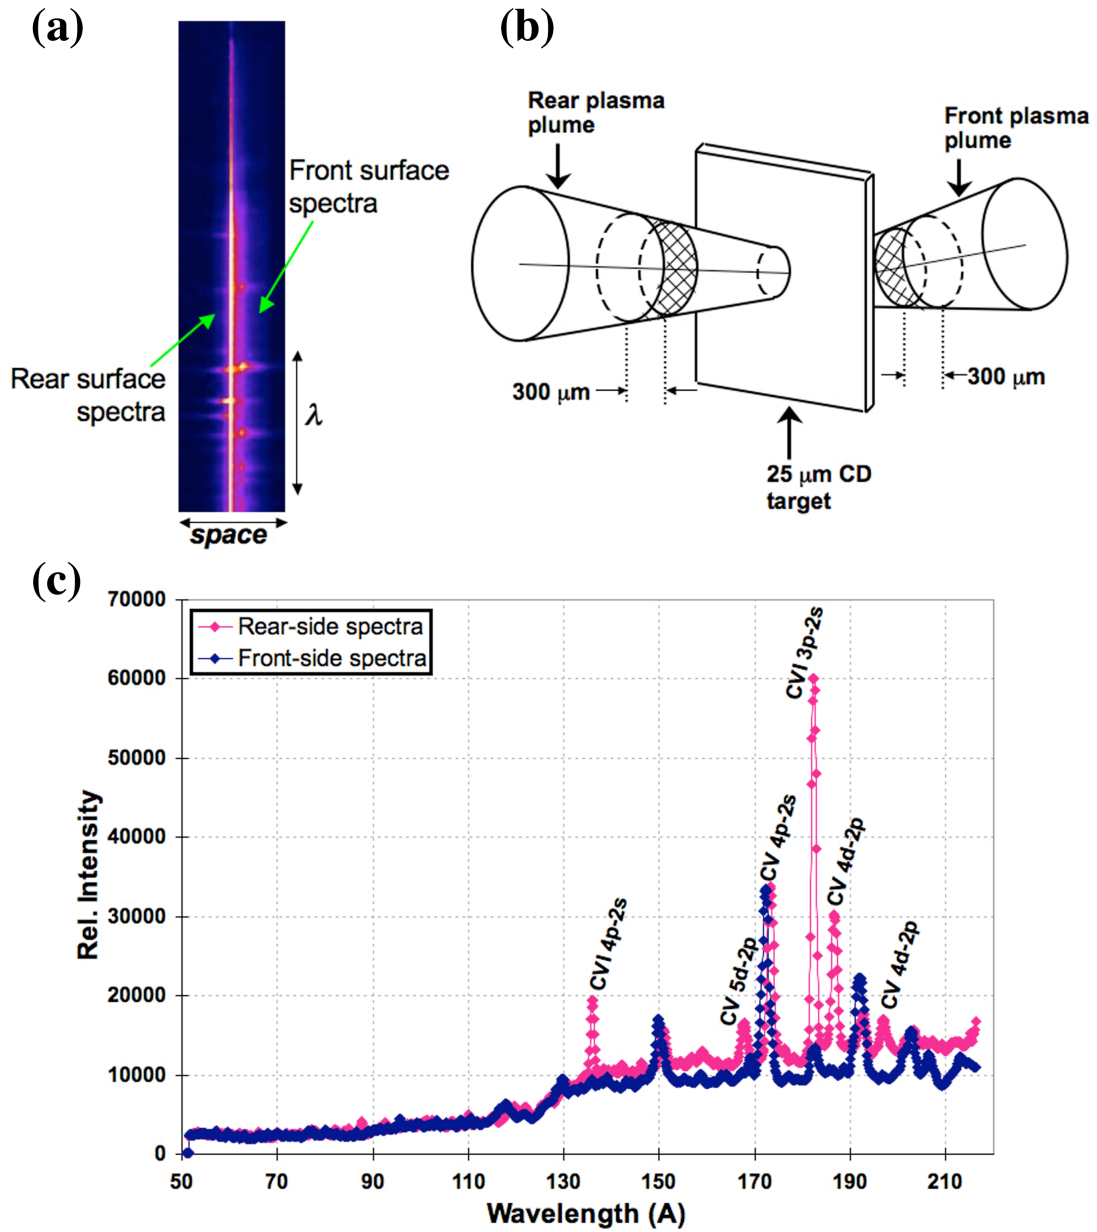 (a)
Front surface
spectra
Rear surface
spectra
λ
space
(b)
Rear plasma
plume
Front plasma
plume
300 μm
300 μm
25 μm CD
target
(c)
70000
60000
50000
40000
30000
20000
10000
0
Rel. Intensity
Rear-side spectra
Front-side spectra
CVI 4p-2s
CV 5d-2p
CV 4p-2s
CVI 3p-2s
CV 4d-2p
CV 4d-2p
50 70 90 110 130 150 170 190 210
Wavelength (A)